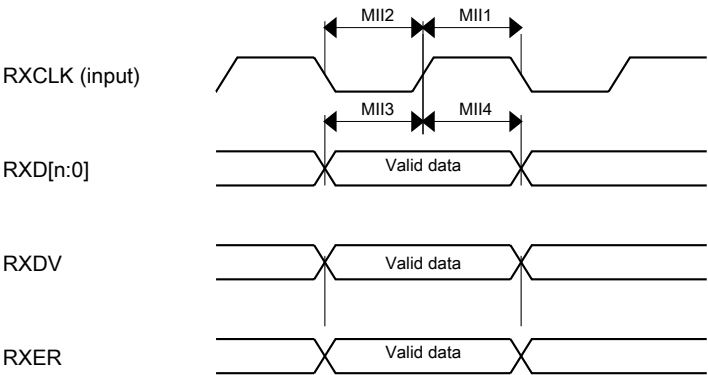 MII2 MII1
RXCLK (input)
MII3 MII4
RXD[n:0] Valid data
RXDV Valid data
RXER Valid data